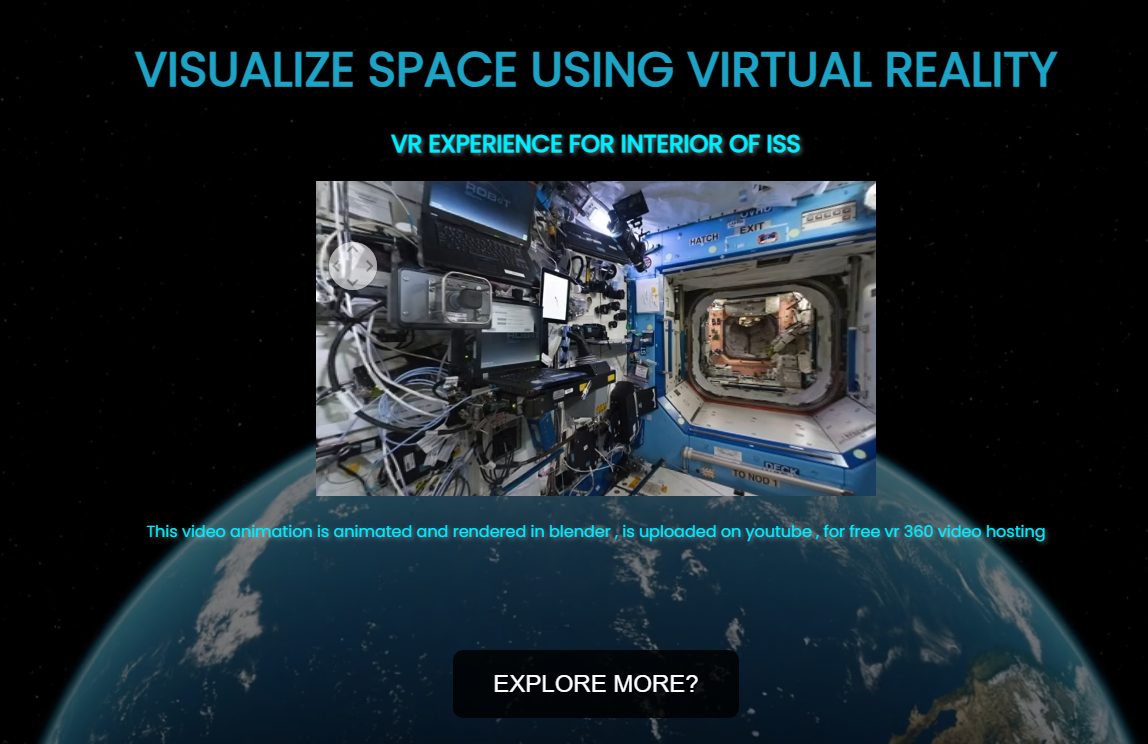 VISUALIZE SPACE USING VIRTUAL REALITY
VR EXPERIENCE FOR INTERIOR OF ISS
HATCH
EXIT
DECK
TO NOD 1
This video animation is animated and rendered in blender , is uploaded on youtube , for free vr 360 video hosting
EXPLORE MORE?